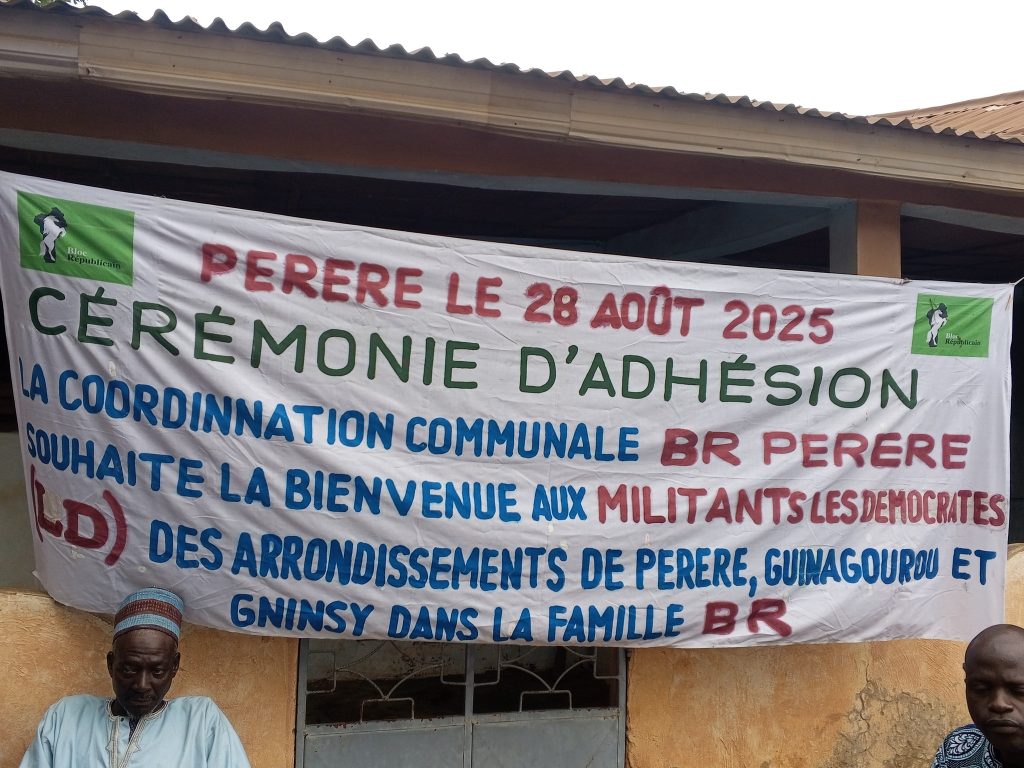 Bloc
Républicain
PERERE LE 28 AOÛT 2025
Bloc
Républicain
CÉRÉMONIE D'ADHÉSION
LA COORDINNATION COMMUNALE BR PERERE
SOUHAITE LA BIENVENUE AUX MILITANTS LES DEMOCRATES
(LD) DES ARRONDISSEMENTS DE PERERE, GUINAGOUROU ET
GNINSY DANS LA FAMILLE BR